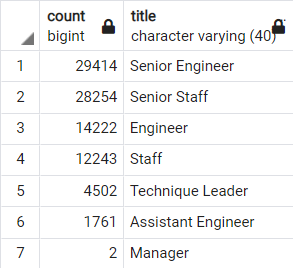 count title
bigint character varying (40)
1 29414 Senior Engineer
2 28254 Senior Staff
3 14222 Engineer
4 12243 Staff
5 4502 Technique Leader
6 1761 Assistant Engineer
7 2 Manager